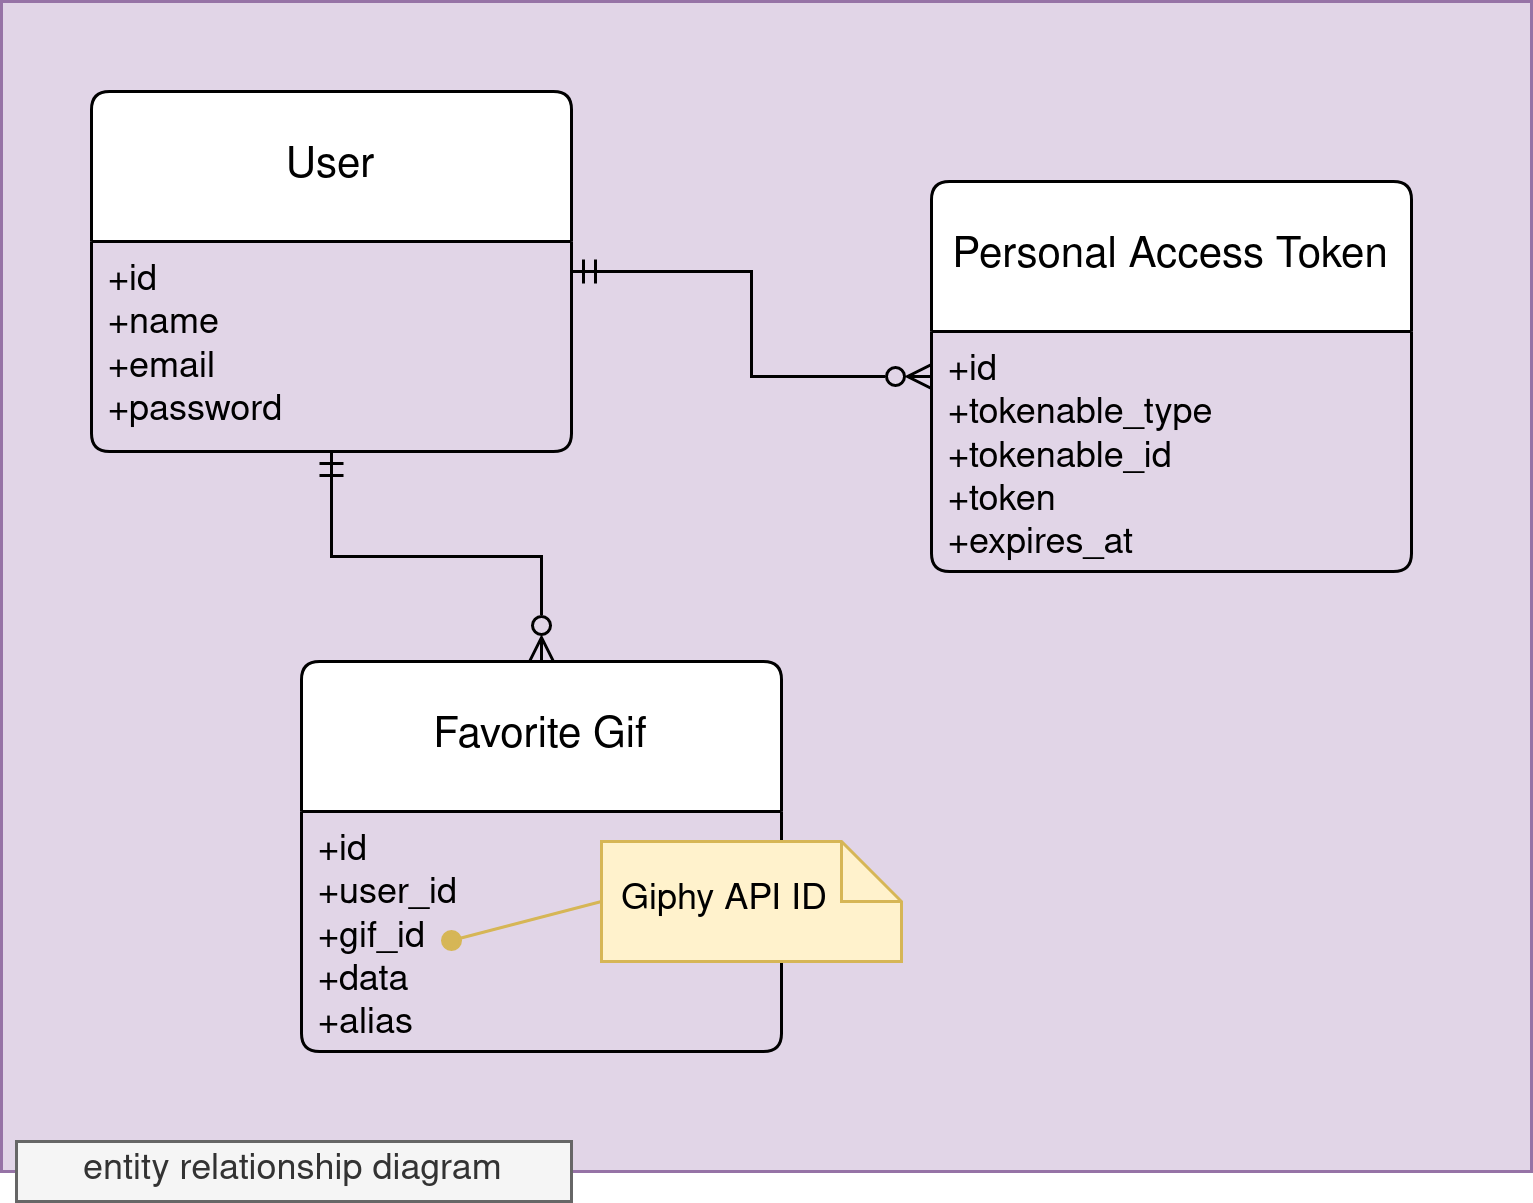 User
+id
+name
+email
+password
Personal Access Token
+id
+tokenable_type
+tokenable_id
+token
+expires_at
Favorite Gif
+id
+user_id
+gif_id
+data
+alias
Giphy API ID
entity relationship diagram